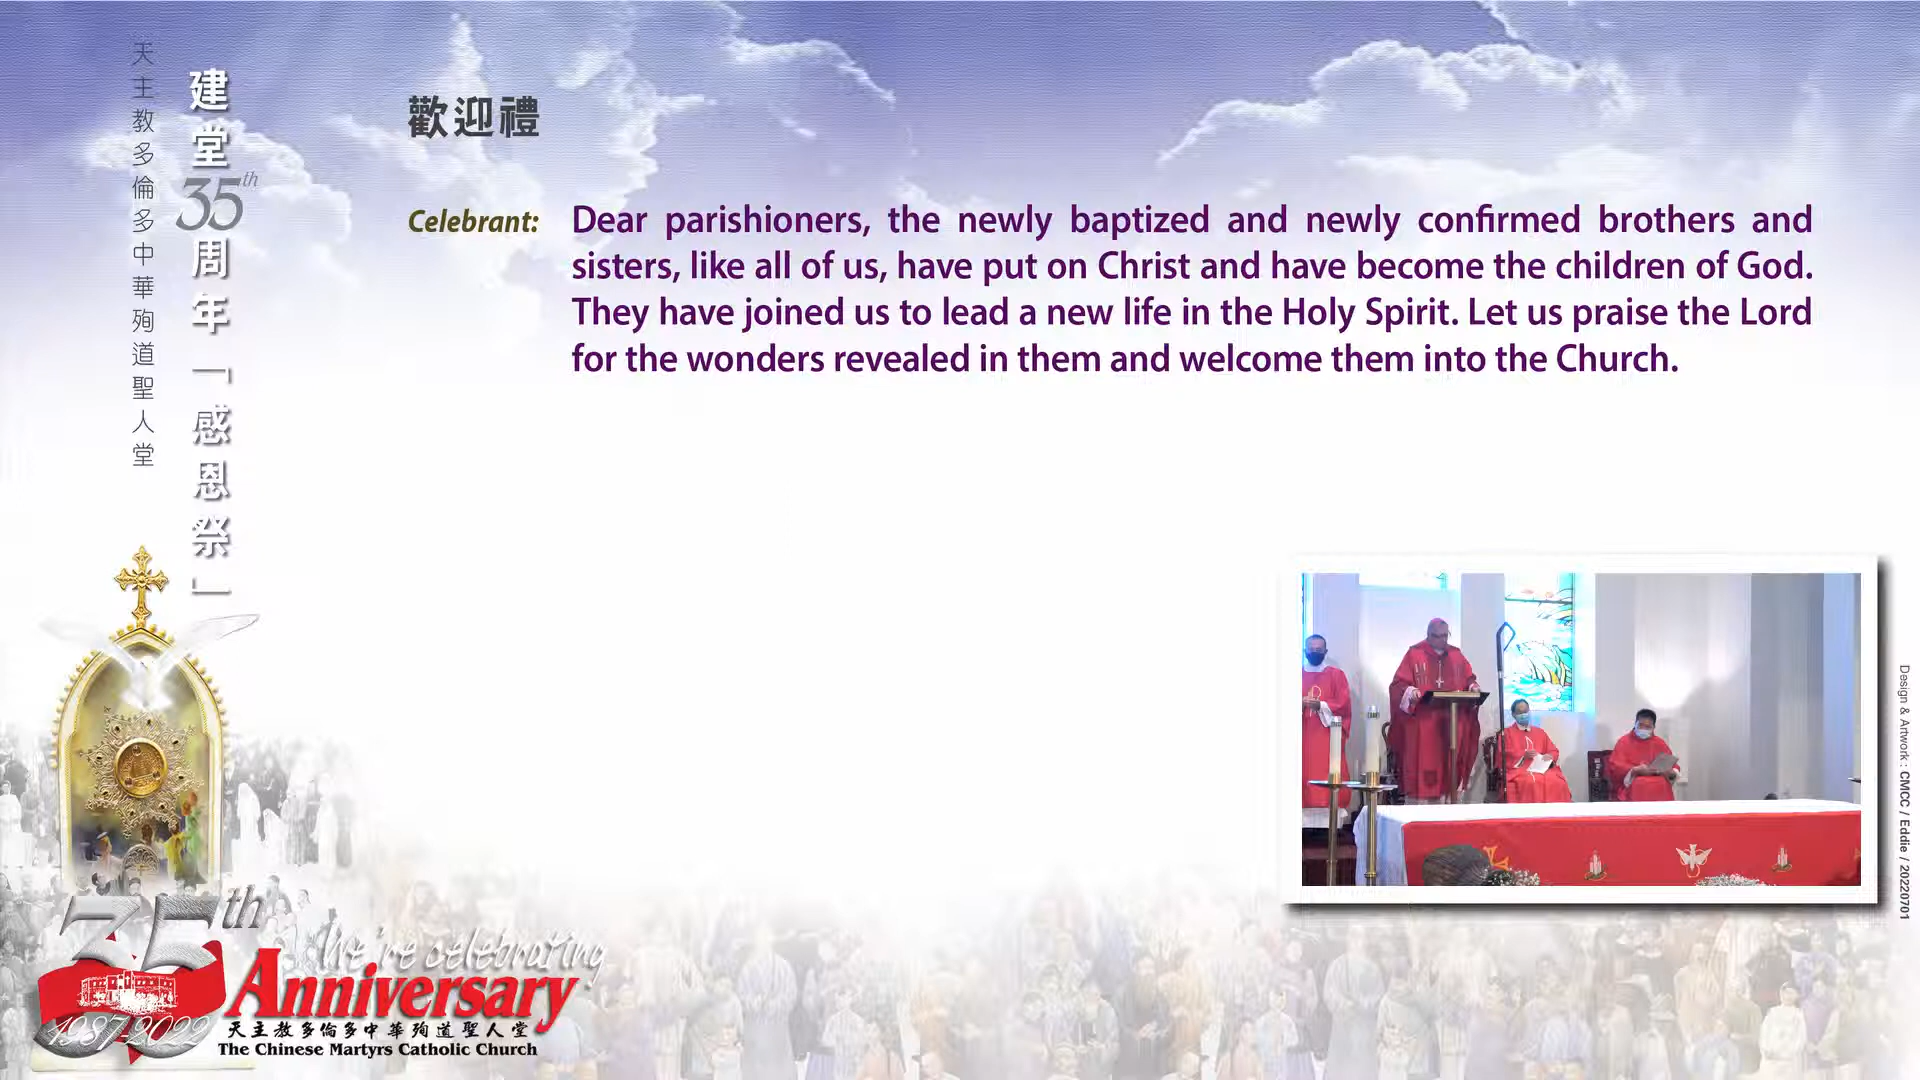 天主教多倫多中華殉道聖人堂
建堂35th周年「感恩祭」
歡迎禮
Celebrant: Dear parishioners, the newly baptized and newly confirmed brothers and
sisters, like all of us, have put on Christ and have become the children of God.
They have joined us to lead a new life in the Holy Spirit. Let us praise the Lord
for the wonders revealed in them and welcome them into the Church.
35th
We're celebrating
Anniversary
1987-2022
天主教多倫多中華殉道聖人堂
The Chinese Martyrs Catholic Church
Design & Artwork : CMCC / Eddie / 20220701